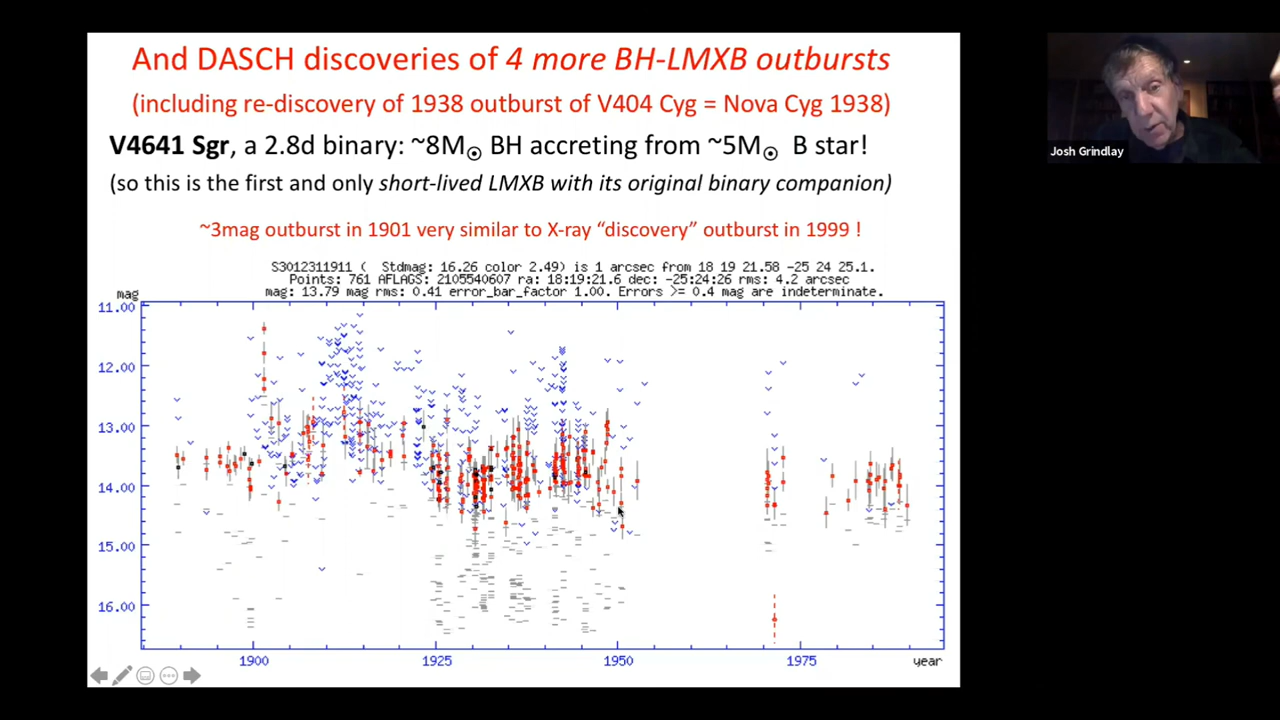 And DASCH discoveries of 4 more BH-LMXB outbursts
(including re-discovery of 1938 outburst of V404 Cyg = Nova Cyg 1938)
V4641 Sgr, a 2.8d binary: ~8M⊙ BH accreting from ~5M⊙ B star!
(so this is the first and only short-lived LMXB with its original binary companion)
~3mag outburst in 1901 very similar to X-ray “discovery” outburst in 1999 !
S3012311911 ( Stdmag: 16.26 color 2.49) is 1 arcsec from 18 19 21.58 -25 24 25.1.
Points: 761 AFLAGS: 2105540607 ra: 18:19:21.6 dec: -25:24:26 rms: 4.2 arcsec
mag: 13.79 mag rms: 0.41 error_bar_factor 1.00. Errors >= 0.4 mag are indeterminate.
mag
11.00
12.00
13.00
14.00
15.00
16.00
1900 1925 1950 1975 year
Josh Grindlay